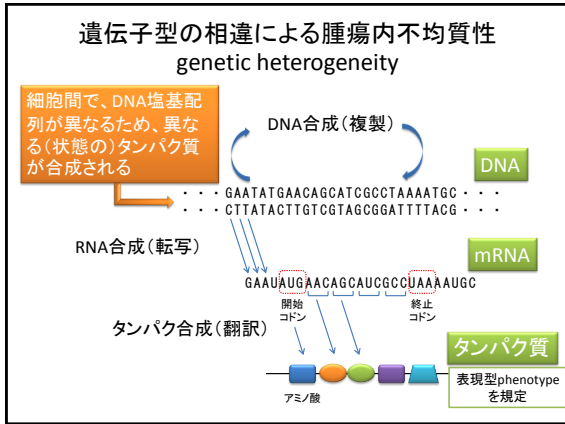 遺伝子型の相違による腫瘍内不均質性
genetic heterogeneity
細胞間で、DNA塩基配
列が異なるため、異な
る(状態の)タンパク質
が合成される
DNA合成(複製)
DNA
・・・GAATATGAACAGCATCGCCTAAAATGC・・・
・・・CTTATACTTGTCGTAGCGGATTTTACG・・・
RNA合成(転写)
mRNA
GAAUAUGAACAGCAUCGCCUAAAAUGC
開始
コドン
終止
コドン
タンパク合成(翻訳)
タンパク質
アミノ酸
表現型phenotype
を規定